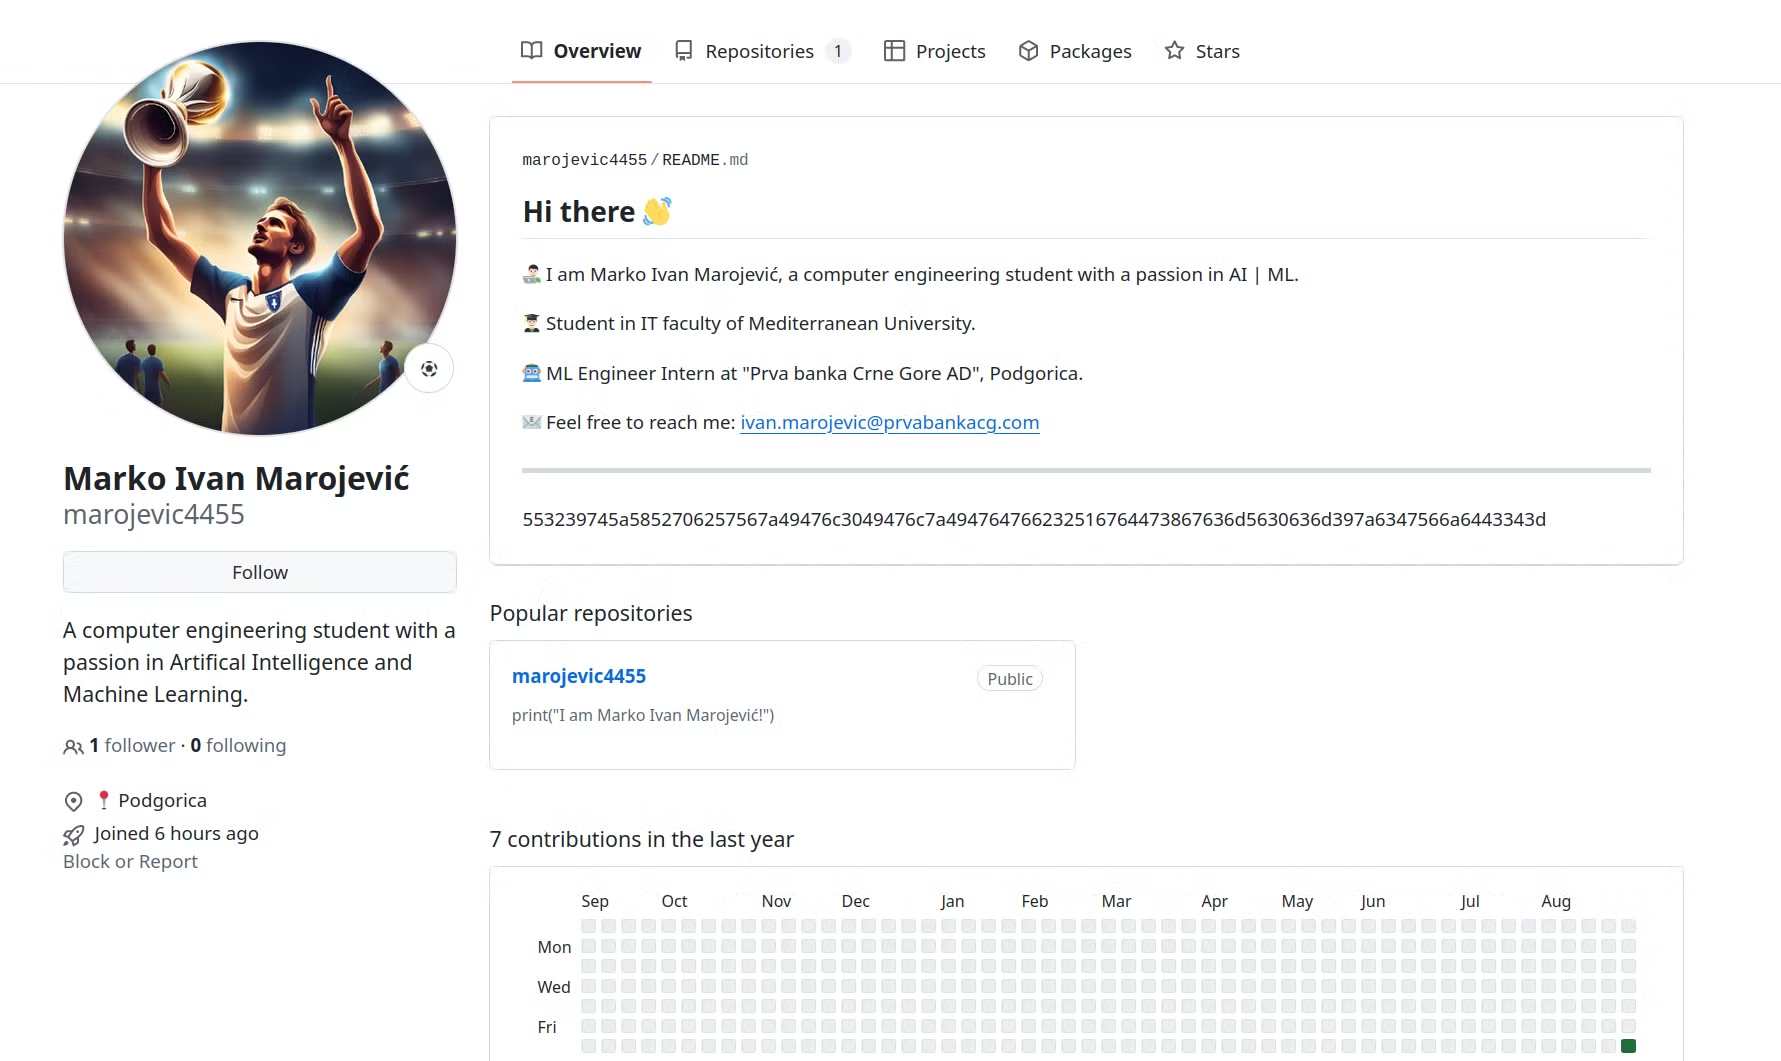 Overview
Repositories 1
Projects
Packages
Stars
marojevic4455/README.md
Hi there 👋
👨🏻‍💻 I am Marko Ivan Marojević, a computer engineering student with a passion in AI | ML.
👨🏻‍🎓 Student in IT faculty of Mediterranean University.
🤖 ML Engineer Intern at "Prva banka Crne Gore AD", Podgorica.
📧 Feel free to reach me: ivan.marojevic@prvabankacg.com
553239745a5852706257567a49476c3049476c7a49476476623251676447386763 6d5630636d397a6347566a6443343d
Marko Ivan Marojević
marojevic4455
Follow
A computer engineering student with a
passion in Artifical Intelligence and
Machine Learning.
1 follower · 0 following
📍 Podgorica
Joined 6 hours ago
Block or Report
Popular repositories
marojevic4455
Public
print("I am Marko Ivan Marojević!")
7 contributions in the last year
Sep Oct Nov Dec Jan Feb Mar Apr May Jun Jul Aug
Mon
Wed
Fri